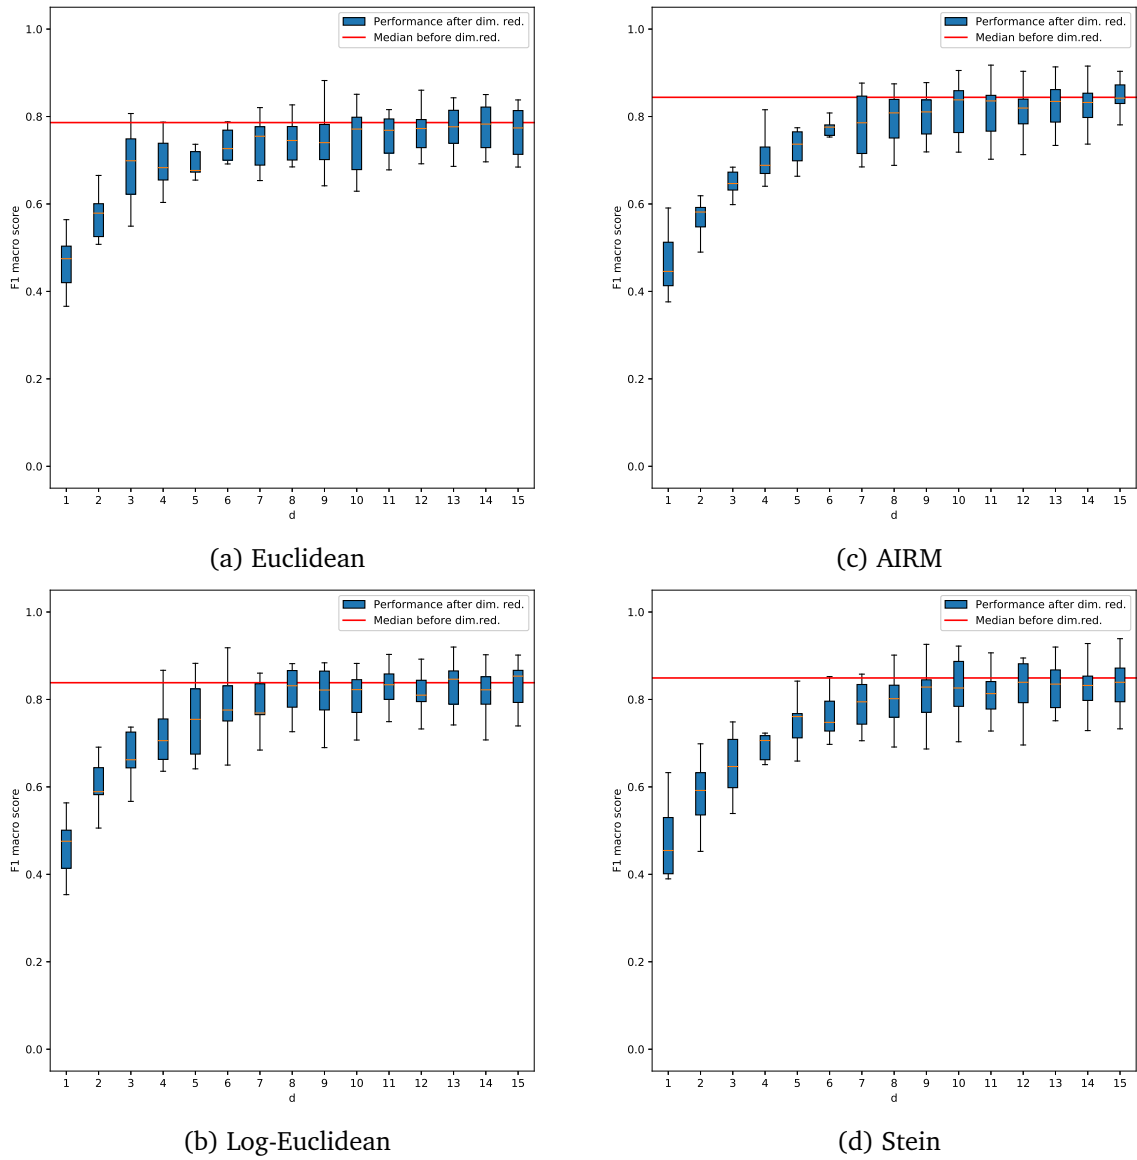 Performance after dim. red.
Median before dim.red.
1.0
0.8
0.6
0.4
0.2
0.0
F1 macro score
1 2 3 4 5 6 7 8 9 10 11 12 13 14 15
d
(a) Euclidean
Performance after dim. red.
Median before dim.red.
1.0
0.8
0.6
0.4
0.2
0.0
F1 macro score
1 2 3 4 5 6 7 8 9 10 11 12 13 14 15
d
(c) AIRM
Performance after dim. red.
Median before dim.red.
1.0
0.8
0.6
0.4
0.2
0.0
F1 macro score
1 2 3 4 5 6 7 8 9 10 11 12 13 14 15
d
(b) Log-Euclidean
Performance after dim. red.
Median before dim.red.
1.0
0.8
0.6
0.4
0.2
0.0
F1 macro score
1 2 3 4 5 6 7 8 9 10 11 12 13 14 15
d
(d) Stein